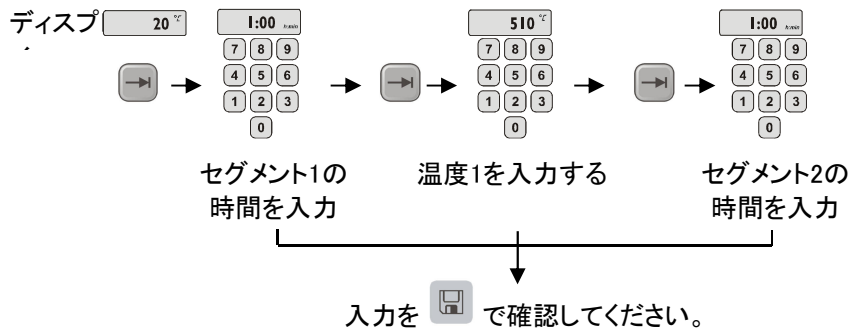 ディスプ
20 °C
1:00 h:min
510 °C
1:00 h:min
7 8 9
4 5 6
1 2 3
0
7 8 9
4 5 6
1 2 3
0
7 8 9
4 5 6
1 2 3
0
セグメント1の
時間を入力
温度1を入力する
セグメント2の
時間を入力
入力を で確認してください。